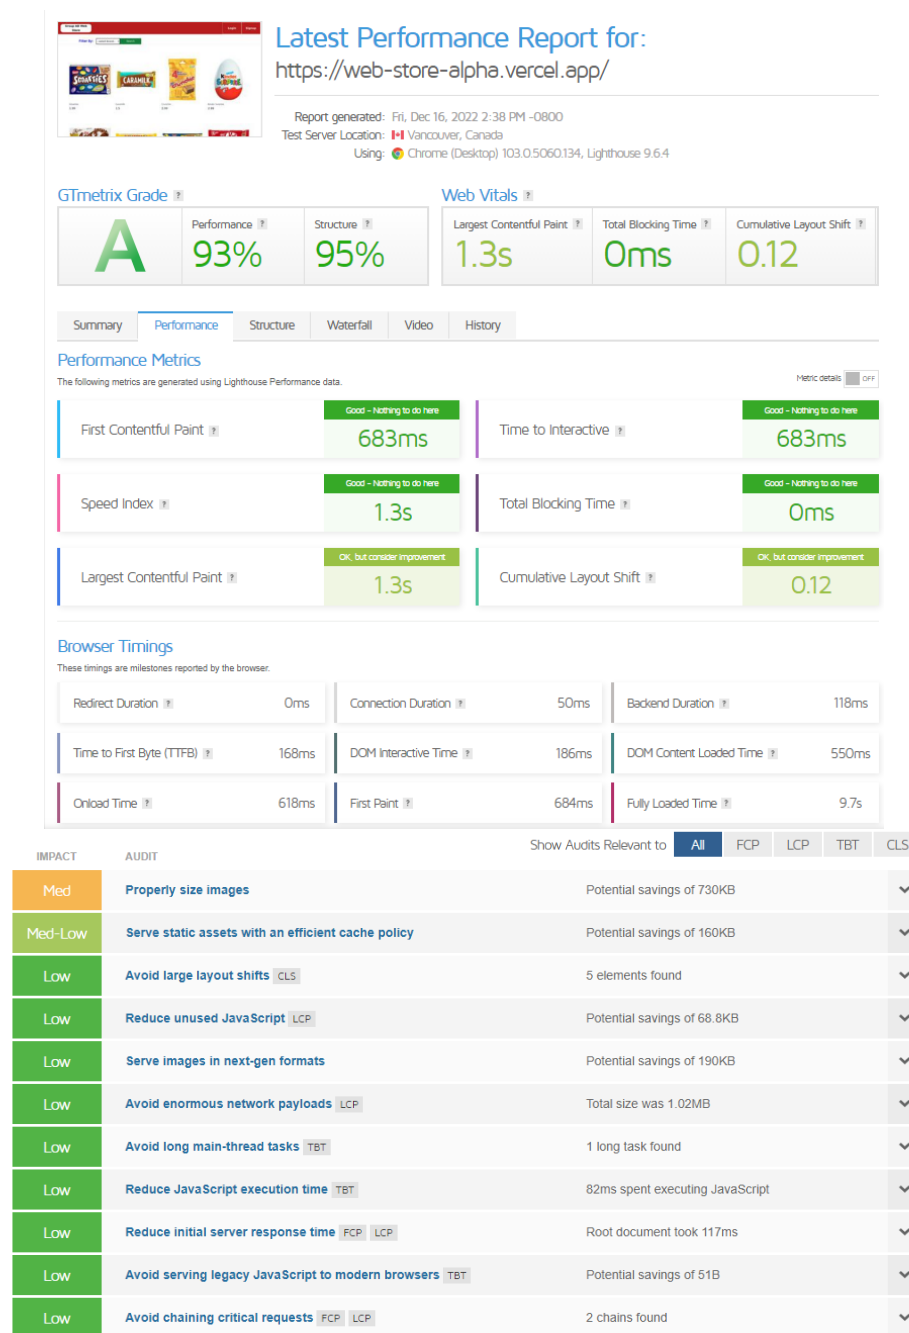 Latest Performance Report for:
https://web-store-alpha.vercel.app/
Report generated: Fri, Dec 16, 2022 2:38 PM -0800
Test Server Location: Vancouver, Canada
Using: Chrome (Desktop) 103.0.5060.134, Lighthouse 9.6.4
GTmetrix Grade ?
Web Vitals ?
A
Performance ?
93%
Structure ?
95%
Largest Contentful Paint ?
1.3s
Total Blocking Time ?
0ms
Cumulative Layout Shift ?
0.12
Summary Performance Structure Waterfall Video History
Performance Metrics
The following metrics are generated using Lighthouse Performance data.
Metric details OFF
First Contentful Paint ?
Good - Nothing to do here
683ms
Time to Interactive ?
Good - Nothing to do here
683ms
Speed Index ?
Good - Nothing to do here
1.3s
Total Blocking Time ?
Good - Nothing to do here
0ms
Largest Contentful Paint ?
OK, but consider improvement
1.3s
Cumulative Layout Shift ?
OK, but consider improvement
0.12
Browser Timings
These timings are milestones reported by the browser.
Redirect Duration ? 0ms
Connection Duration ? 50ms
Backend Duration ? 118ms
Time to First Byte (TTFB) ? 168ms
DOM Interactive Time ? 186ms
DOM Content Loaded Time ? 550ms
Onload Time ? 618ms
First Paint ? 684ms
Fully Loaded Time ? 9.7s
Show Audits Relevant to All FCP LCP TBT CLS
IMPACT AUDIT
Med Properly size images Potential savings of 730KB
Med-Low Serve static assets with an efficient cache policy Potential savings of 160KB
Low Avoid large layout shifts CLS 5 elements found
Low Reduce unused JavaScript LCP Potential savings of 68.8KB
Low Serve images in next-gen formats Potential savings of 190KB
Low Avoid enormous network payloads LCP Total size was 1.02MB
Low Avoid long main-thread tasks TBT 1 long task found
Low Reduce JavaScript execution time TBT 82ms spent executing JavaScript
Low Reduce initial server response time FCP LCP Root document took 117ms
Low Avoid serving legacy JavaScript to modern browsers TBT Potential savings of 51B
Low Avoid chaining critical requests FCP LCP 2 chains found